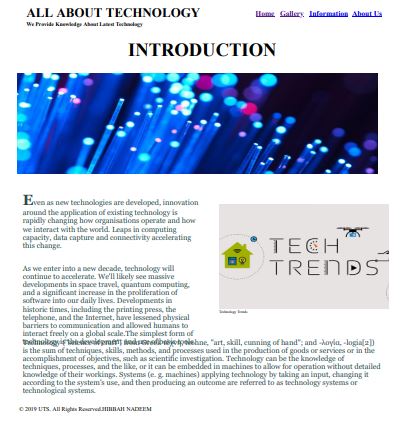 ALL ABOUT TECHNOLOGY
We Provide Knowledge About Latest Technology
Home Gallery Information About Us
INTRODUCTION
Even as new technologies are developed, innovation
around the application of existing technology is
rapidly changing how organisations operate and how
we interact with the world. Leaps in computing
capacity, data capture and connectivity accelerating
this change.
TECH
TRENDS
Technology Trends
As we enter into a new decade, technology will
continue to accelerate. We'll likely see massive
developments in space travel, quantum computing,
and a significant increase in the proliferation of
software into our daily lives. Developments in
historic times, including the printing press, the
telephone, and the Internet, have lessened physical
barriers to communication and allowed humans to
interact freely on a global scale.The simplest form of
Technology ("science of craft", from Greek techne, "art, skill, cunning of hand"; and -λογία, -logia[2])
is the sum of techniques, skills, methods, and processes used in the production of goods or services or in the
accomplishment of objectives, such as scientific investigation. Technology can be the knowledge of
techniques, processes, and the like, or it can be embedded in machines to allow for operation without detailed
knowledge of their workings. Systems (e. g. machines) applying technology by taking an input, changing it
according to the system's use, and then producing an outcome are referred to as technology systems or
technological systems.
© 2019 UTS. All Rights Reserved.HIBBAH NADEEM